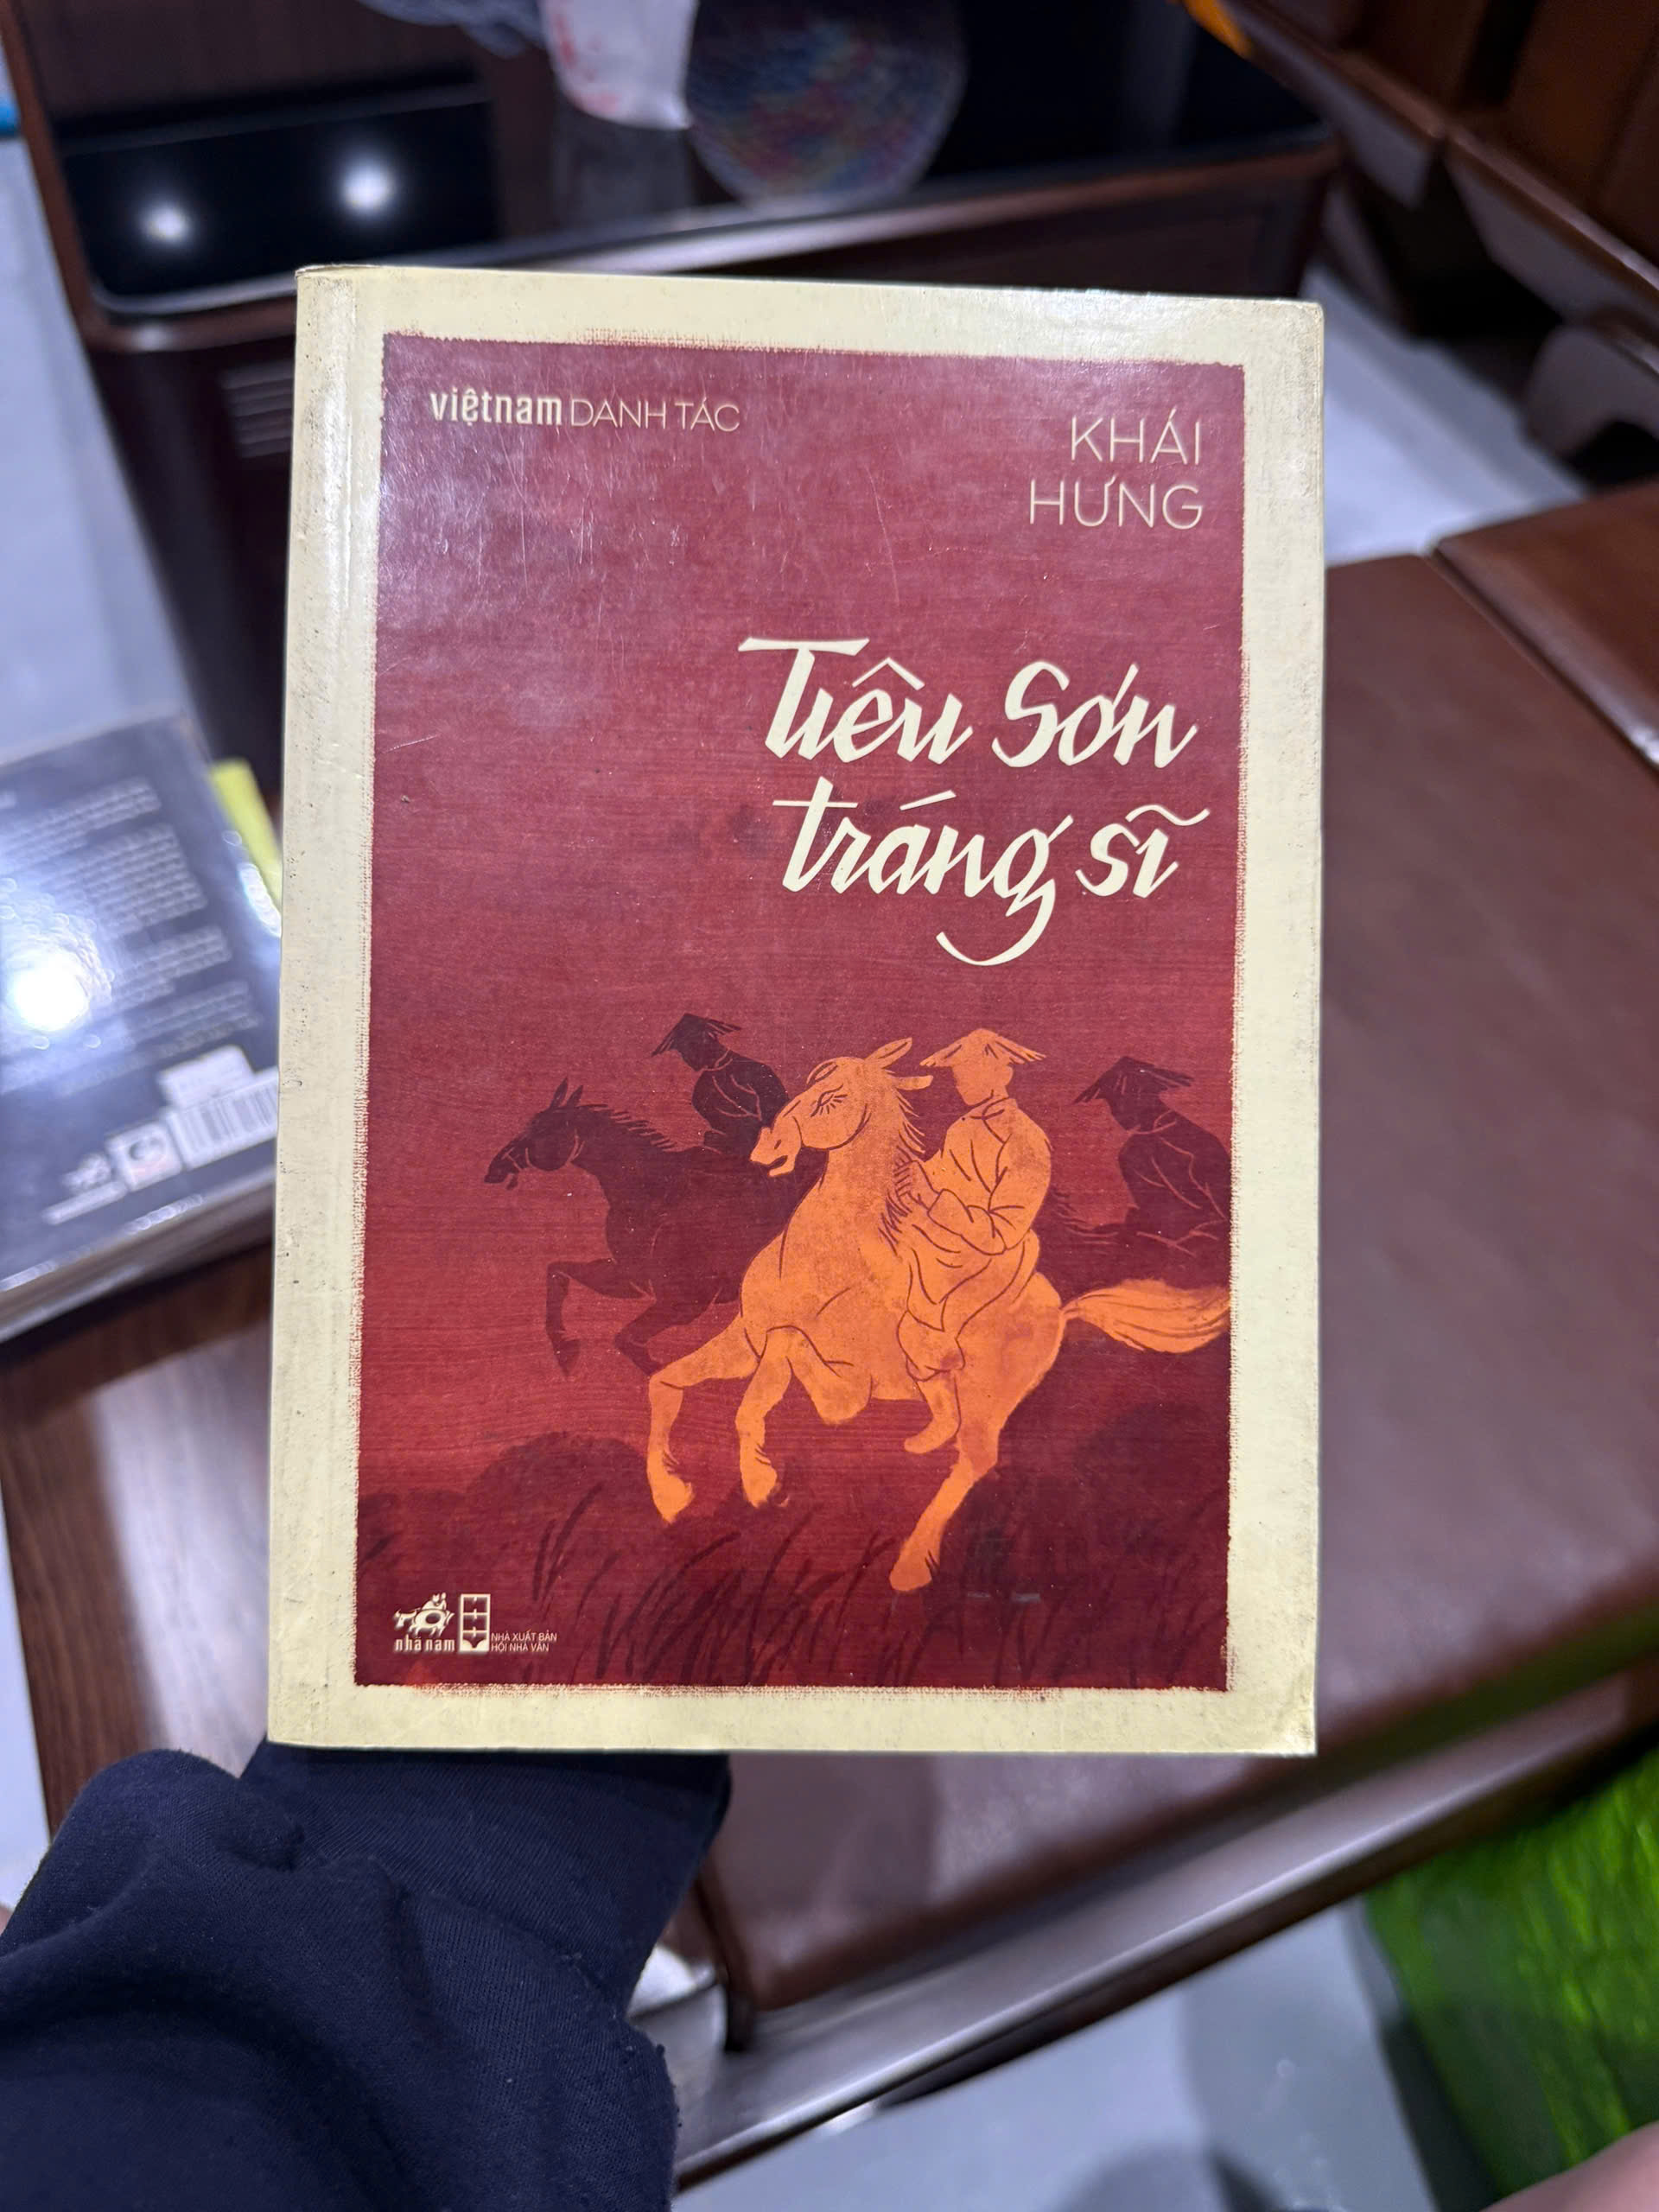 việtnam DANH TÁC
KHÁI
HƯNG
Tiêu Sơn
tráng sĩ
nhã nam
NHÀ XUẤT BẢN
HỘI NHÀ VĂN